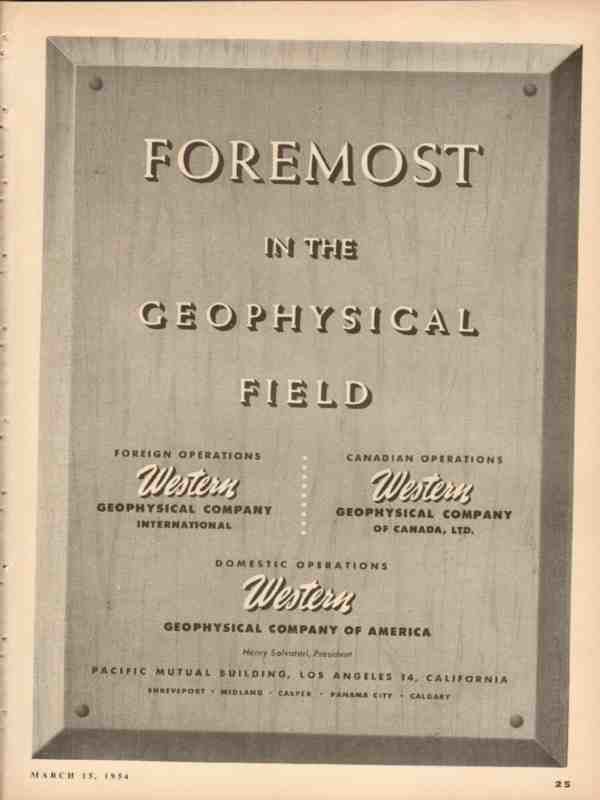 FOREMOST
IN THE
GEOPHYSICAL
FIELD
FOREIGN OPERATIONS
Western
GEOPHYSICAL COMPANY
INTERNATIONAL
CANADIAN OPERATIONS
Western
GEOPHYSICAL COMPANY
OF CANADA, LTD.
DOMESTIC OPERATIONS
Western
GEOPHYSICAL COMPANY OF AMERICA
Henry Salvatori, President
PACIFIC MUTUAL BUILDING, LOS ANGELES 14, CALIFORNIA
SHREVEPORT • MIDLAND • CASPER • PANAMA CITY • CALGARY
MARCH 15, 1954
25